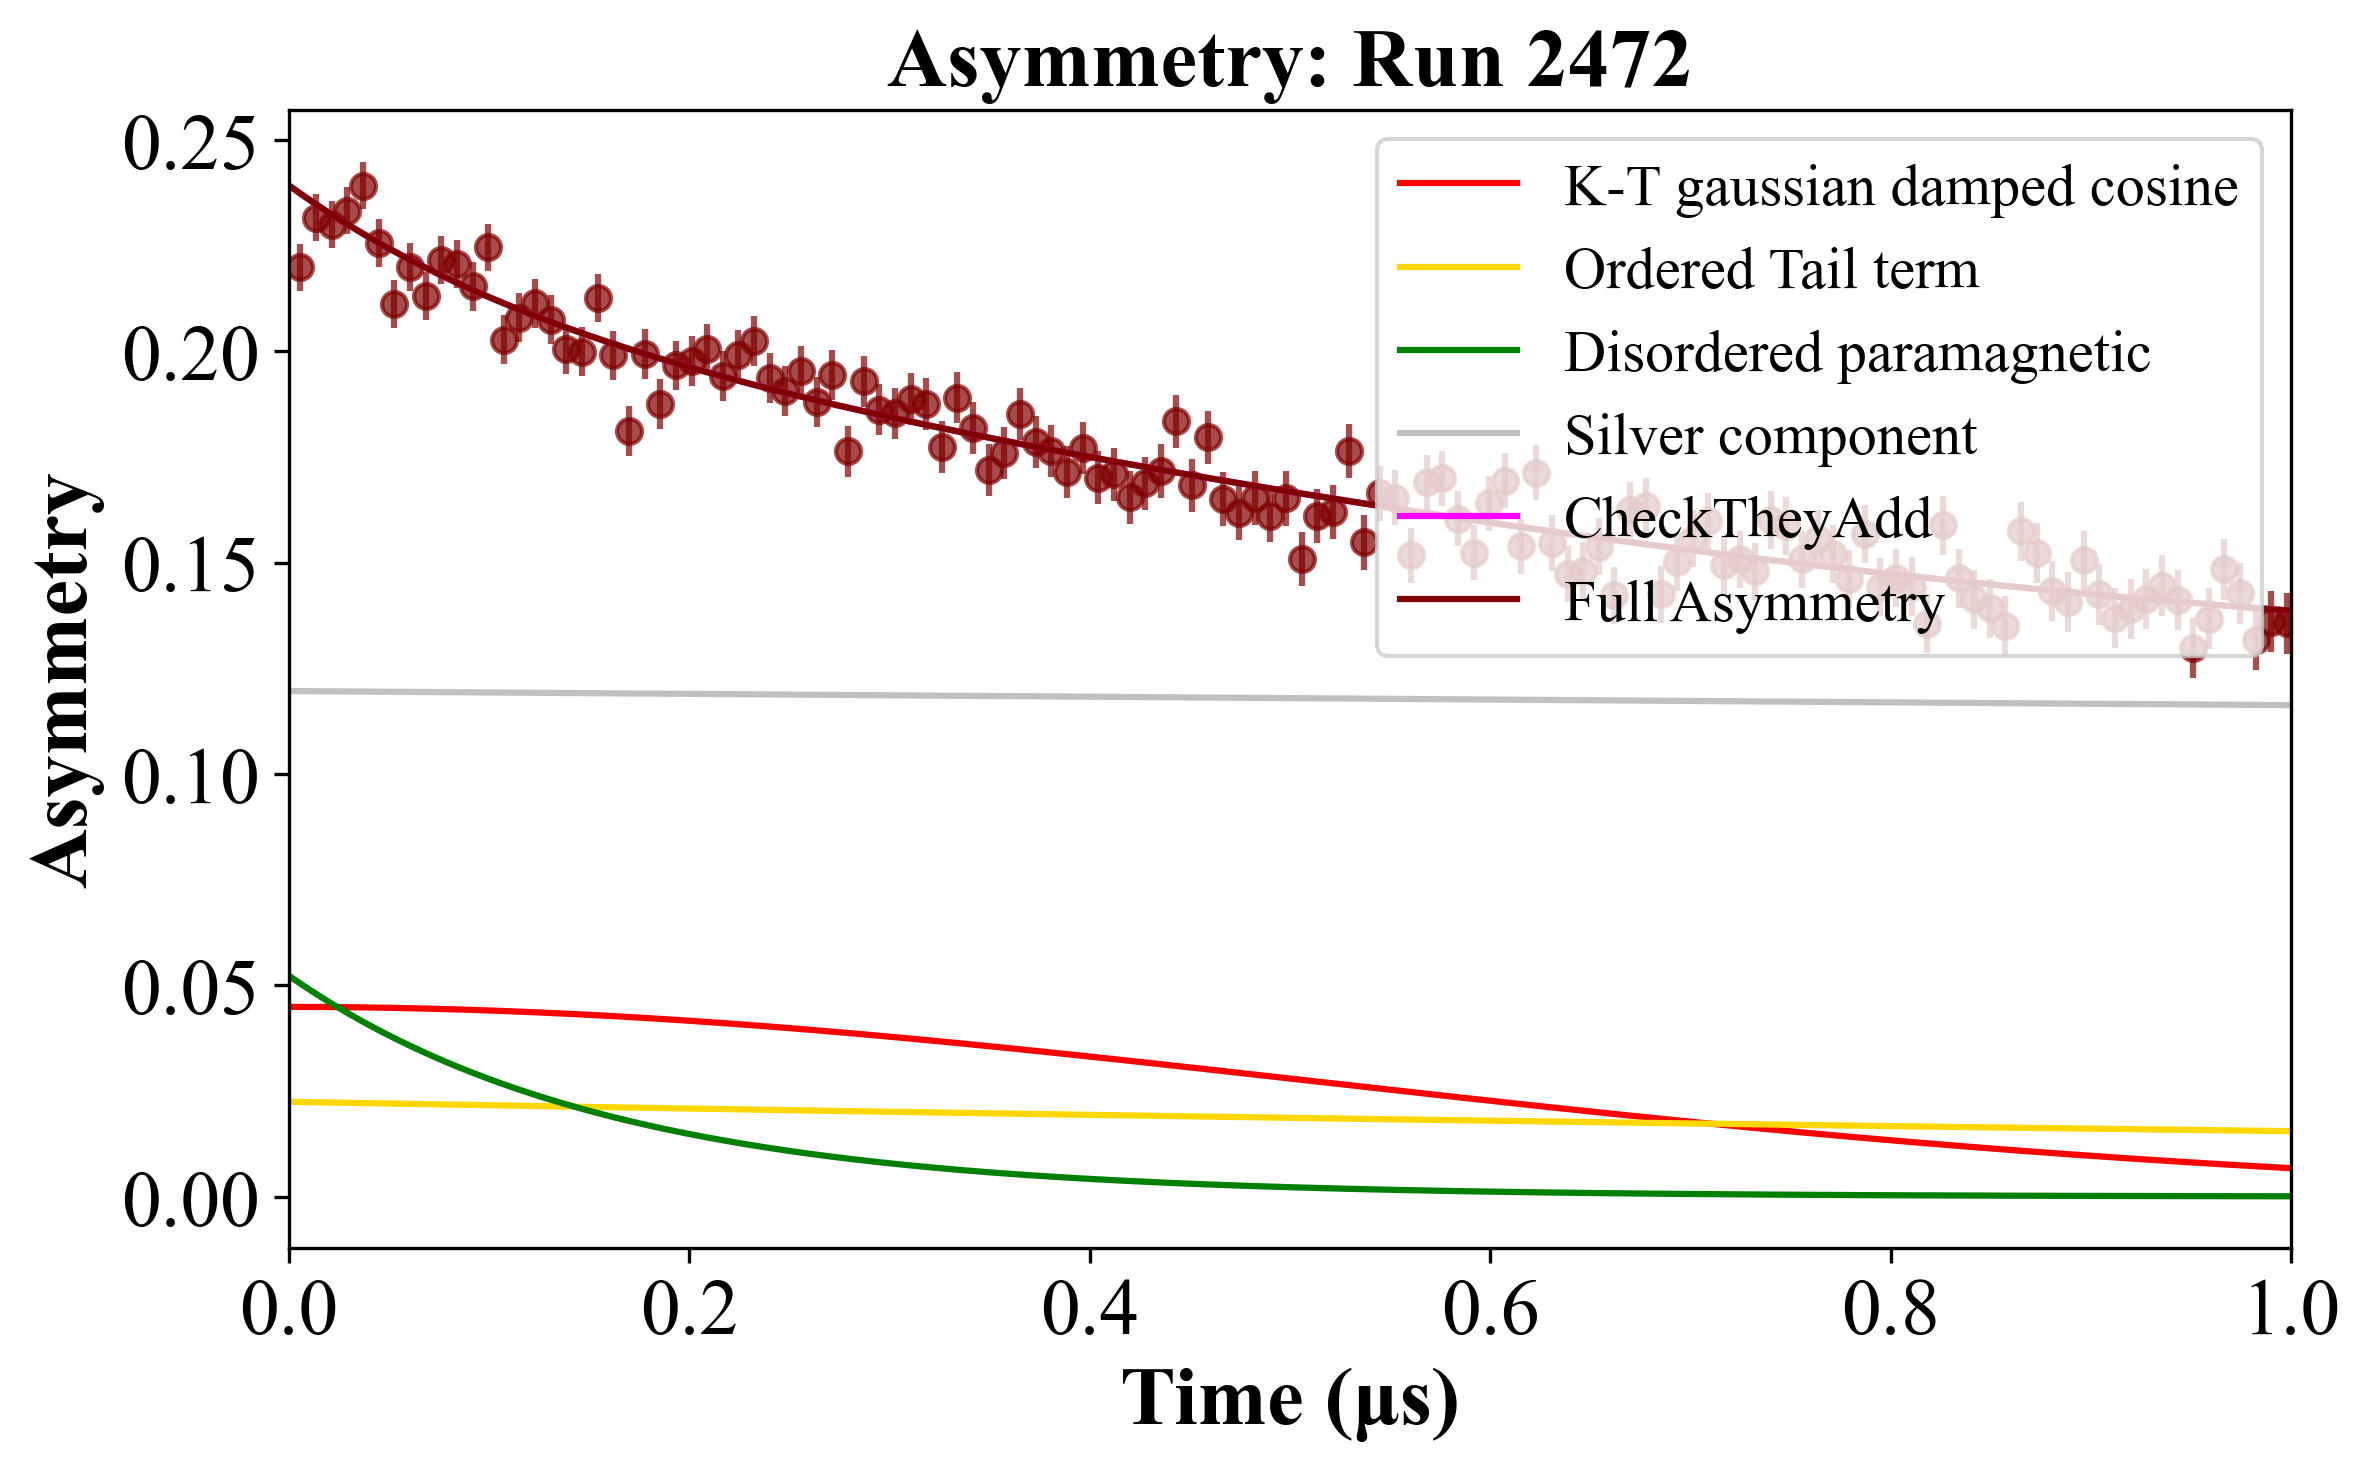 Asymmetry: Run 2472
0.25
0.20
0.15
0.10
0.05
0.00
Asymmetry
K-T gaussian damped cosine
Ordered Tail term
Disordered paramagnetic
Silver component
CheckTheyAdd
Full Asymmetry
0.0 0.2 0.4 0.6 0.8 1.0
Time (μs)